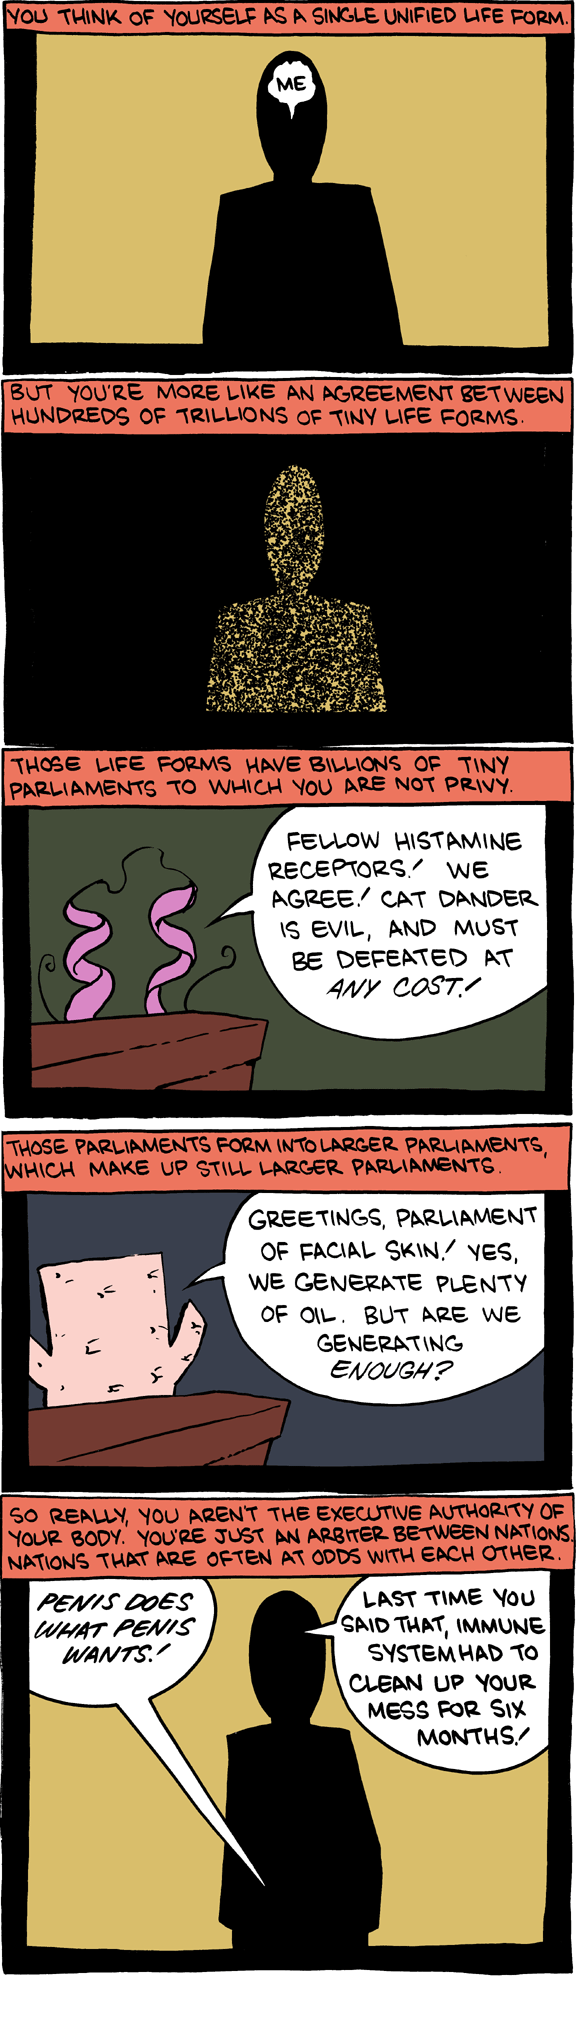 YOU THINK OF YOURSELF AS A SINGLE UNIFIED LIFE FORM.
ME
BUT YOU'RE MORE LIKE AN AGREEMENT BETWEEN
HUNDREDS OF TRILLIONS OF TINY LIFE FORMS.
THOSE LIFE FORMS HAVE BILLIONS OF TINY
PARLIAMENTS TO WHICH YOU ARE NOT PRIVY.
FELLOW HISTAMINE
RECEPTORS! WE
AGREE! CAT DANDER
IS EVIL, AND MUST
BE DEFEATED AT
ANY COST!
THOSE PARLIAMENTS FORM INTO LARGER PARLIAMENTS,
WHICH MAKE UP STILL LARGER PARLIAMENTS.
GREETINGS, PARLIAMENT
OF FACIAL SKIN! YES,
WE GENERATE PLENTY
OF OIL. BUT ARE WE
GENERATING
ENOUGH?
SO REALLY, YOU AREN'T THE EXECUTIVE AUTHORITY OF
YOUR BODY. YOU'RE JUST AN ARBITER BETWEEN NATIONS.
NATIONS THAT ARE OFTEN AT ODDS WITH EACH OTHER.
PENIS DOES
WHAT PENIS
WANTS!
LAST TIME YOU
SAID THAT, IMMUNE
SYSTEM HAD TO
CLEAN UP YOUR
MESS FOR SIX
MONTHS!